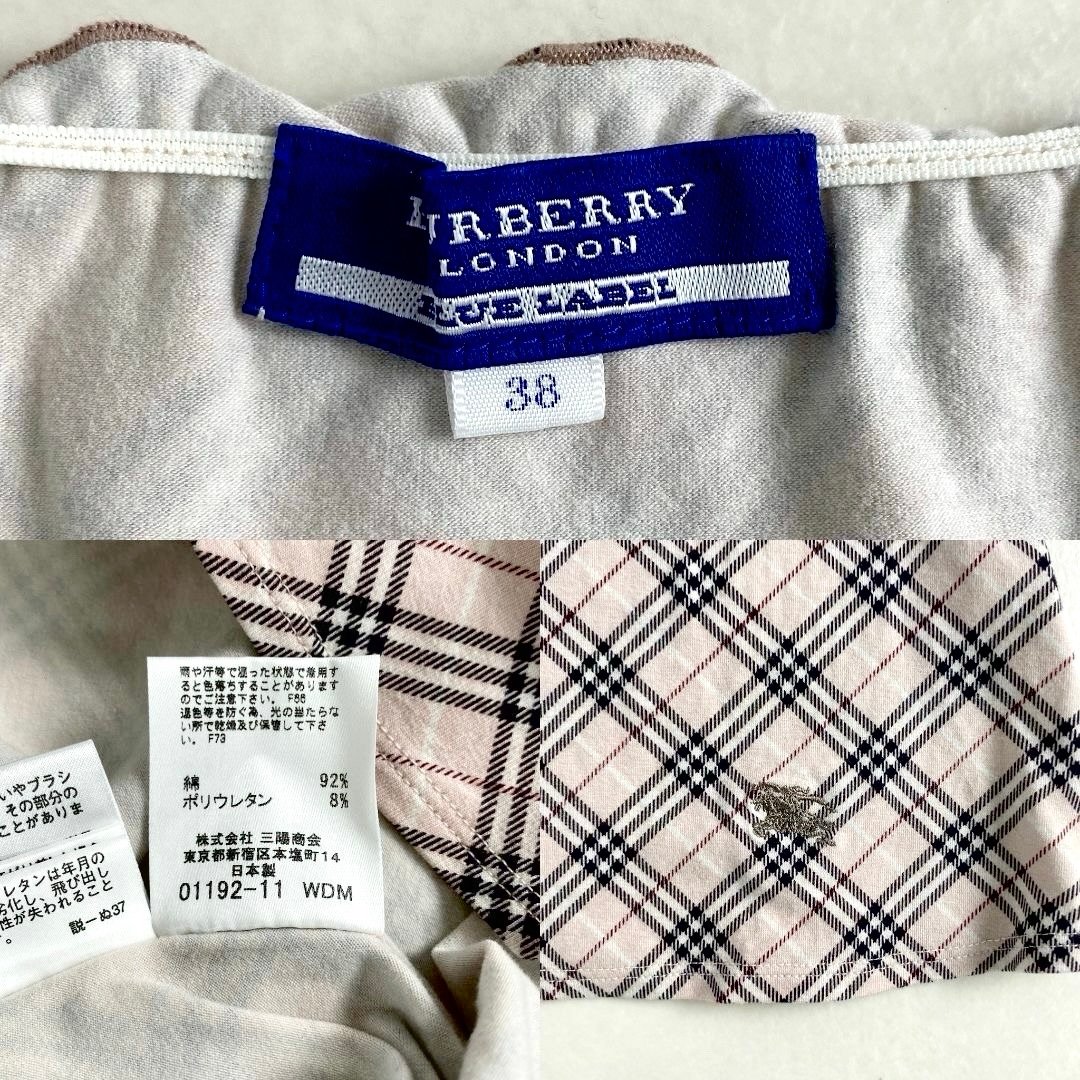 BURBERRY
LONDON
BLUE LABEL
38
雨や汗等で湿った状態で着用す
ると色落ちすることがあります
のでご注意下さい。 F66
退色等を防ぐ為、光の当たらな
い所で乾燥及び保管して下さ
い。 F73
綿 92%
ポリウレタン 8%
株式会社 三陽商会
東京都新宿区本塩町14
日本製
01192-11 WDM
いやブラシ
その部分の
ことがありま
レタンは年月の
劣化し、飛び出し
性が失われること
。 説ーぬ37